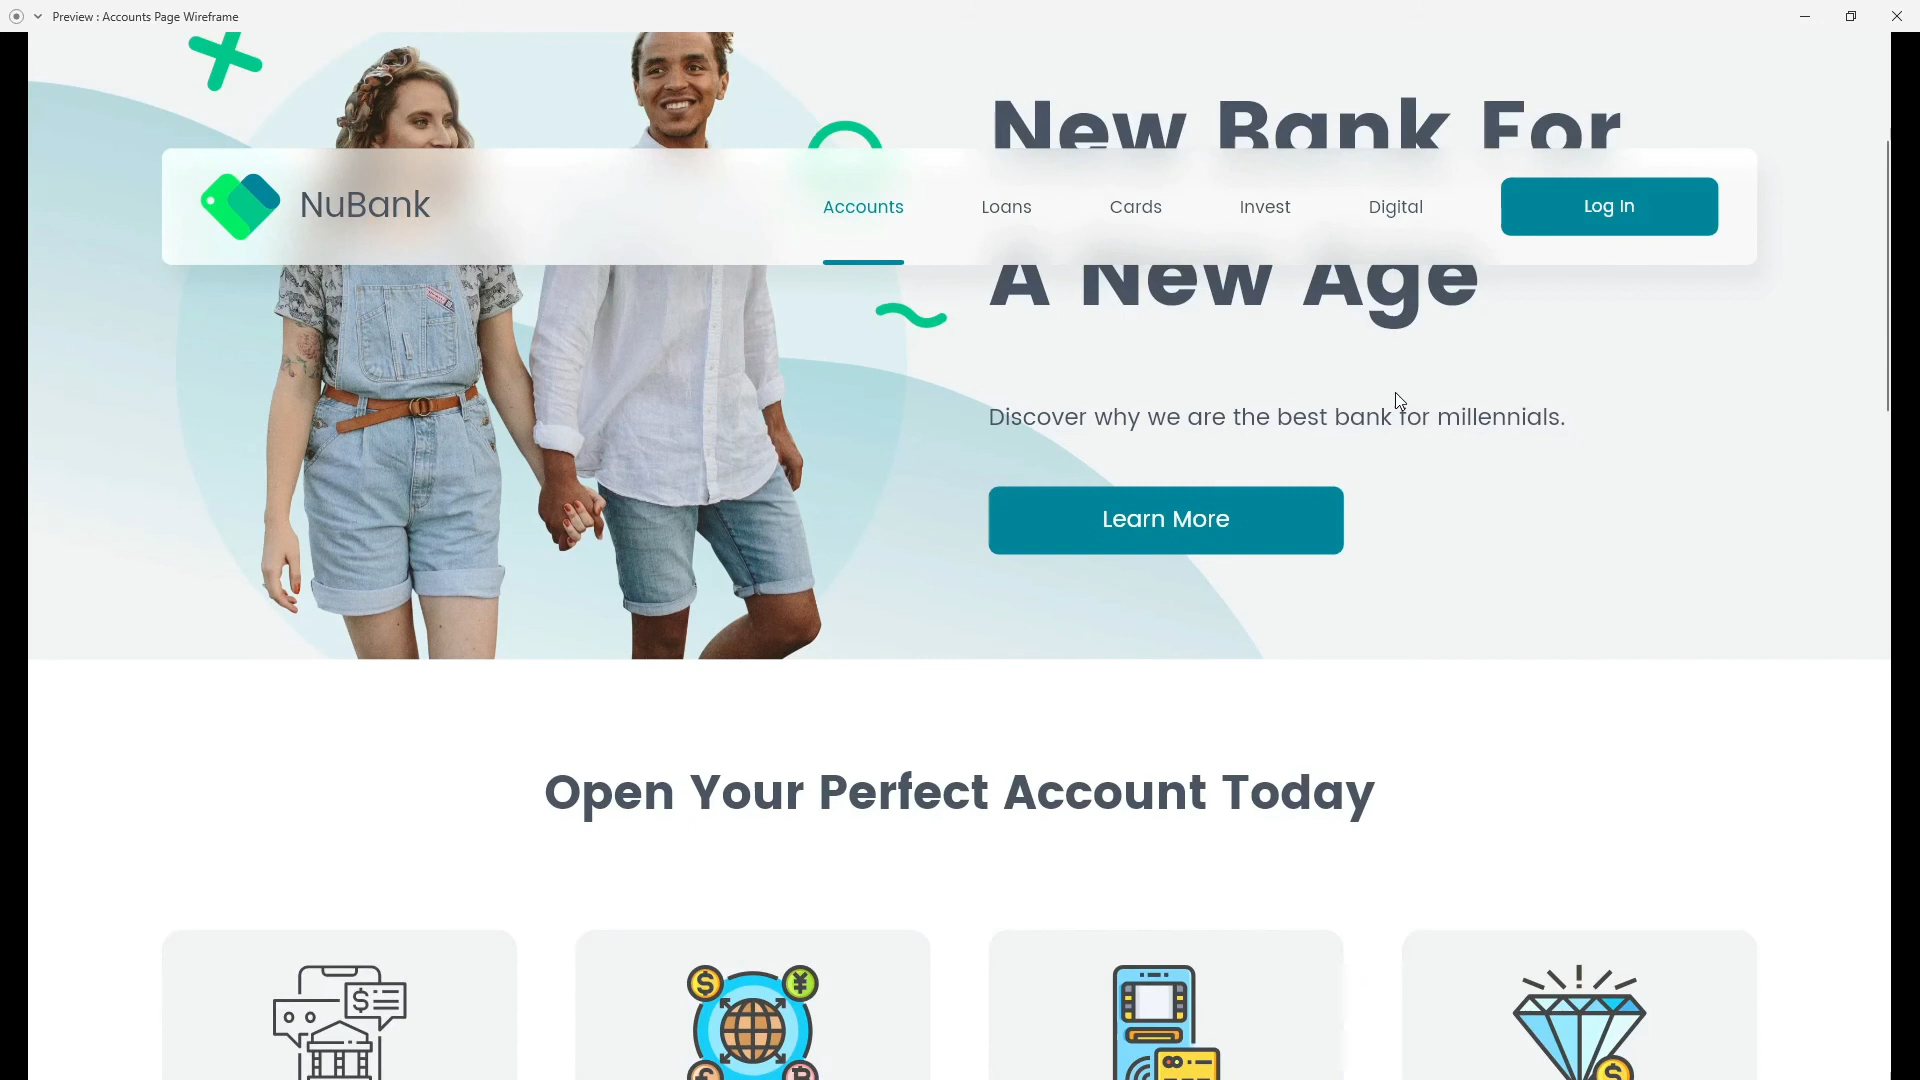 Preview : Accounts Page Wireframe
New Bank For
NuBank
Accounts
Loans
Cards
Invest
Digital
Log In
A New Age
Discover why we are the best bank for millennials.
Learn More
Open Your Perfect Account Today